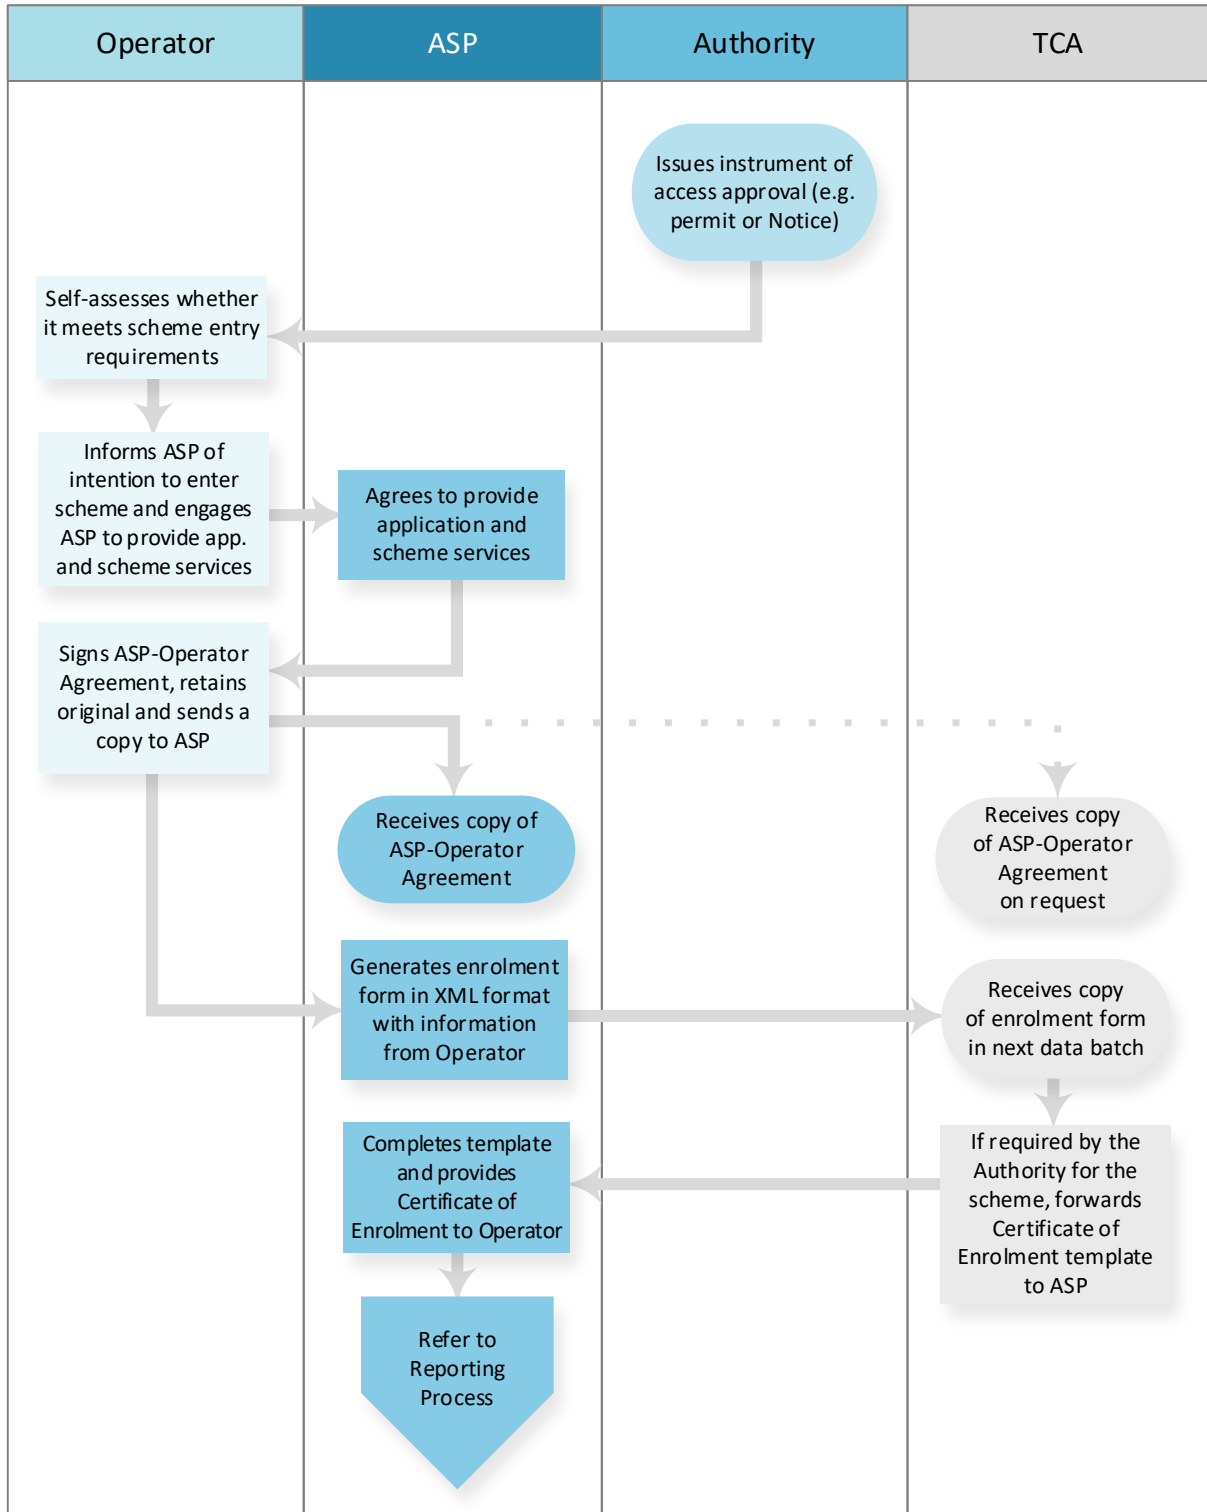 Operator
ASP
Authority
TCA
Issues instrument of
access approval (e.g.
permit or Notice)
Self-assesses whether
it meets scheme entry
requirements
Informs ASP of
intention to enter
scheme and engages
ASP to provide app.
and scheme services
Agrees to provide
application and
scheme services
Signs ASP-Operator
Agreement, retains
original and sends a
copy to ASP
Receives copy of
ASP-Operator
Agreement
Receives copy
of ASP-Operator
Agreement
on request
Generates enrolment
form in XML format
with information
from Operator
Receives copy
of enrolment form
in next data batch
Completes template
and provides
Certificate of
Enrolment to Operator
If required by the
Authority for the
scheme, forwards
Certificate of
Enrolment template
to ASP
Refer to
Reporting
Process